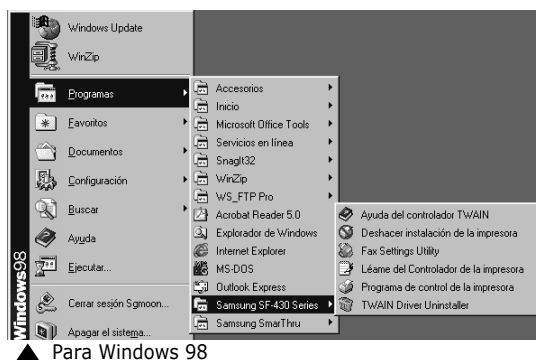 Windows Update
WinZip
Programas
Favoritos
Documentos
Configuración
Buscar
Ayuda
Ejecutar...
Cerrar sesión Sgmoon...
Apagar el sistema...
Windows98
Accesorios
Inicio
Microsoft Office Tools
Servicios en línea
SnagIt32
WinZip
WS_FTP Pro
Acrobat Reader 5.0
Explorador de Windows
Internet Explorer
MS-DOS
Outlook Express
Samsung SF-430 Series
Samsung SmarThru
Ayuda del controlador TWAIN
Deshacer instalación de la impresora
Fax Settings Utility
Léame del Controlador de la impresora
Programa de control de la impresora
TWAIN Driver Uninstaller
Para Windows 98